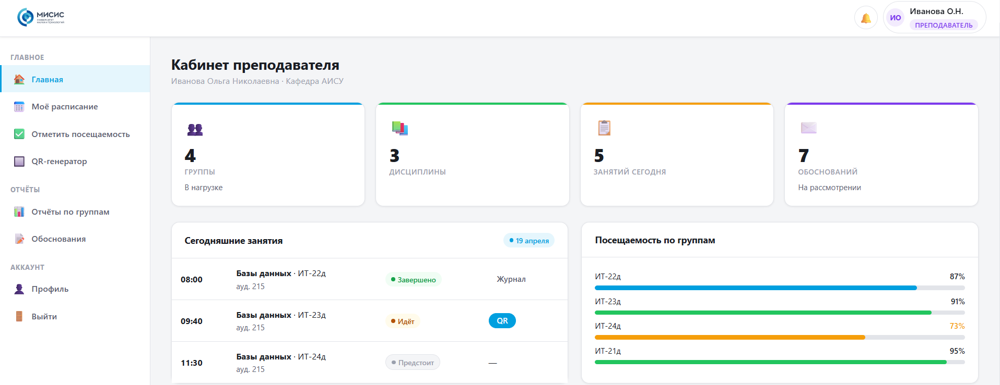 МИСИС
УНИВЕРСИТЕТ
НАУКИ И ТЕХНОЛОГИЙ
ИО
Иванова О.Н.
ПРЕПОДАВАТЕЛЬ
ГЛАВНОЕ
Главная
Моё расписание
Отметить посещаемость
QR-генератор
ОТЧЁТЫ
Отчёты по группам
Обоснования
АККАУНТ
Профиль
Выйти
Кабинет преподавателя
Иванова Ольга Николаевна · Кафедра АИСУ
4
ГРУППЫ
В нагрузке
3
ДИСЦИПЛИНЫ
5
ЗАНЯТИЙ СЕГОДНЯ
7
ОБОСНОВАНИЙ
На рассмотрении
Сегодняшние занятия
19 апреля
08:00
Базы данных · ИТ-22д
ауд. 215
Завершено
Журнал
09:40
Базы данных · ИТ-23д
ауд. 215
Идёт
QR
11:30
Базы данных · ИТ-24д
ауд. 215
Предстоит
—
Посещаемость по группам
ИТ-22д 87%
ИТ-23д 91%
ИТ-24д 73%
ИТ-21д 95%